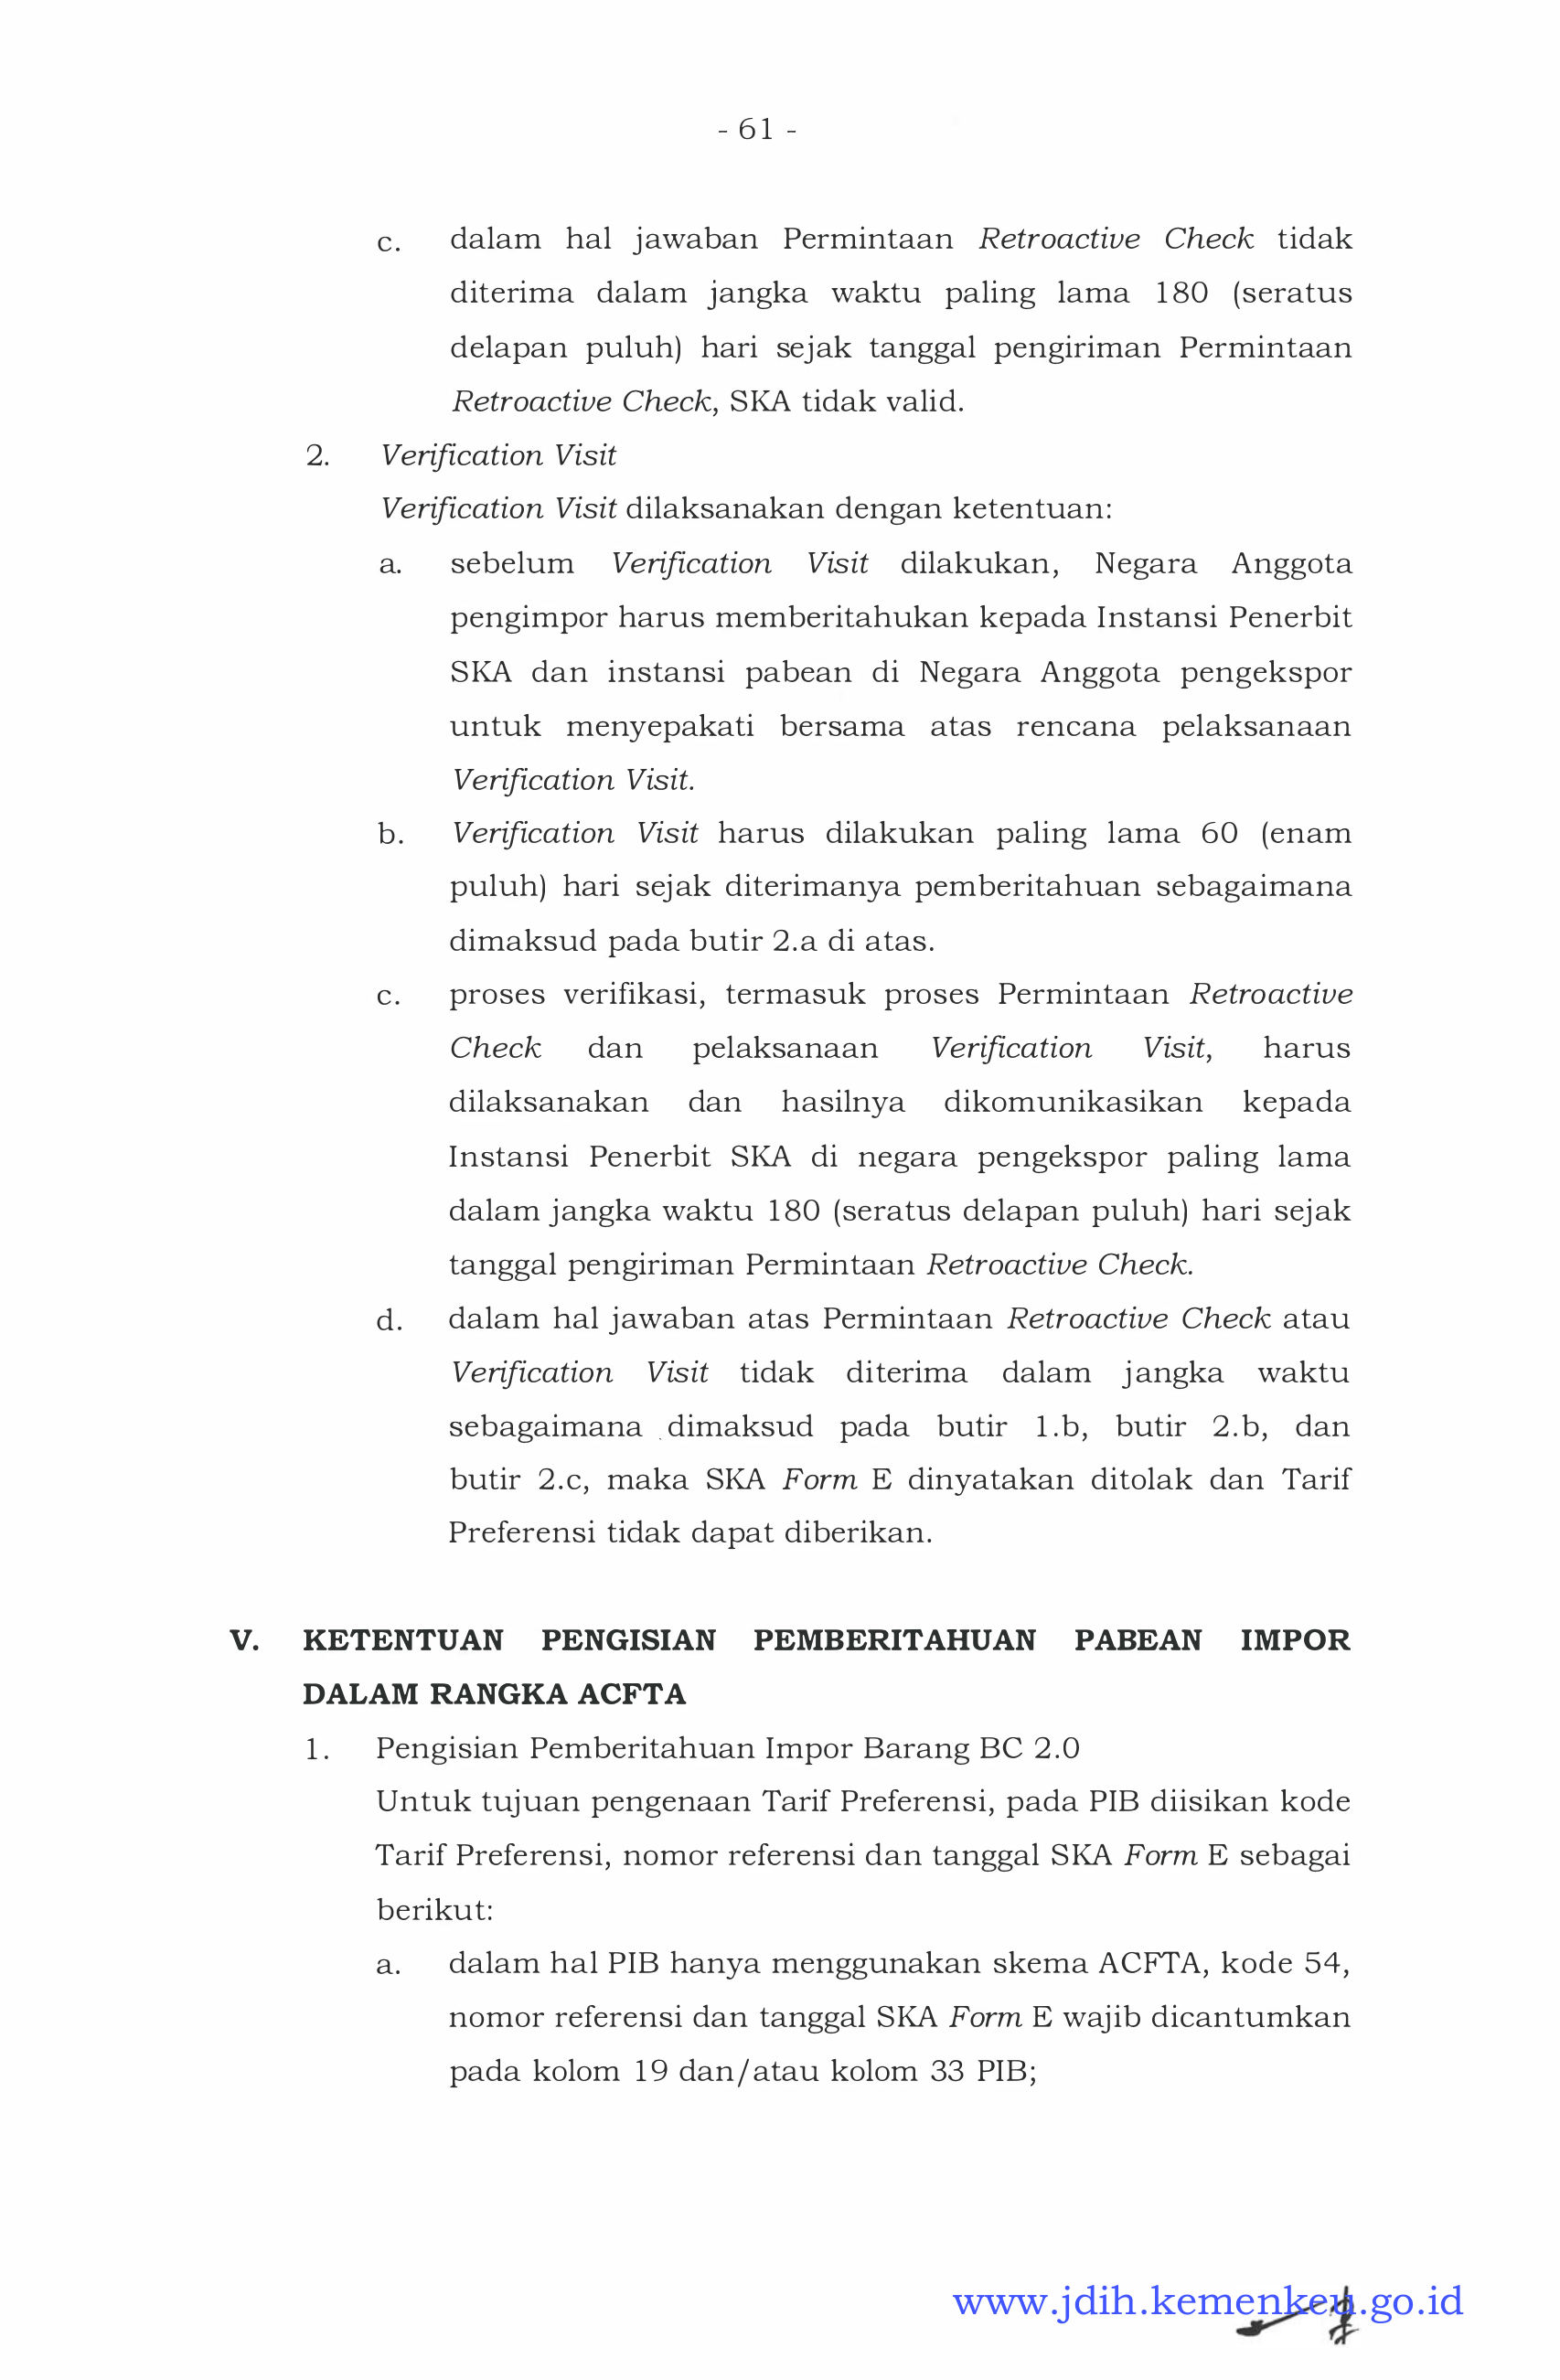 - 61 -
c. dalam hal jawaban Permintaan Retroactive Check tidak
diterima dalam jangka waktu paling lama 180 (seratus
delapan puluh) hari sejak tanggal pengiriman Permintaan
Retroactive Check, SKA tidak valid.
2. Verification Visit
Verification Visit dilaksanakan dengan ketentuan:
a. sebelum Verification Visit dilakukan, Negara Anggota
pengimpor harus memberitahukan kepada Instansi Penerbit
SKA dan instansi pabean di Negara Anggota pengekspor
untuk menyepakati bersama atas rencana pelaksanaan
Verification Visit.
b. Verification Visit harus dilakukan paling lama 60 (enam
puluh) hari sejak diterimanya pemberitahuan sebagaimana
dimaksud pada butir 2.a di atas.
c. proses verifikasi, termasuk proses Permintaan Retroactive
Check dan pelaksanaan Verification Visit, harus
dilaksanakan dan hasilnya dikomunikasikan kepada
Instansi Penerbit SKA di negara pengekspor paling lama
dalam jangka waktu 180 (seratus delapan puluh) hari sejak
tanggal pengiriman Permintaan Retroactive Check.
d. dalam hal jawaban atas Permintaan Retroactive Check atau
Verification Visit tidak diterima dalam jangka waktu
sebagaimana dimaksud pada butir 1.b, butir 2.b, dan
butir 2.c, maka SKA Form E dinyatakan ditolak dan Tarif
Preferensi tidak dapat diberikan.
V. KETENTUAN PENGISIAN PEMBERITAHUAN PABEAN IMPOR
DALAM RANGKA ACFTA
1. Pengisian Pemberitahuan Impor Barang BC 2.0
Untuk tujuan pengenaan Tarif Preferensi, pada PIB diisikan kode
Tarif Preferensi, nomor referensi dan tanggal SKA Form E sebagai
berikut:
a. dalam hal PIB hanya menggunakan skema ACFTA, kode 54,
nomor referensi dan tanggal SKA Form E wajib dicantumkan
pada kolom 19 dan/atau kolom 33 PIB;
www.jdih.kemenkeu.go.id